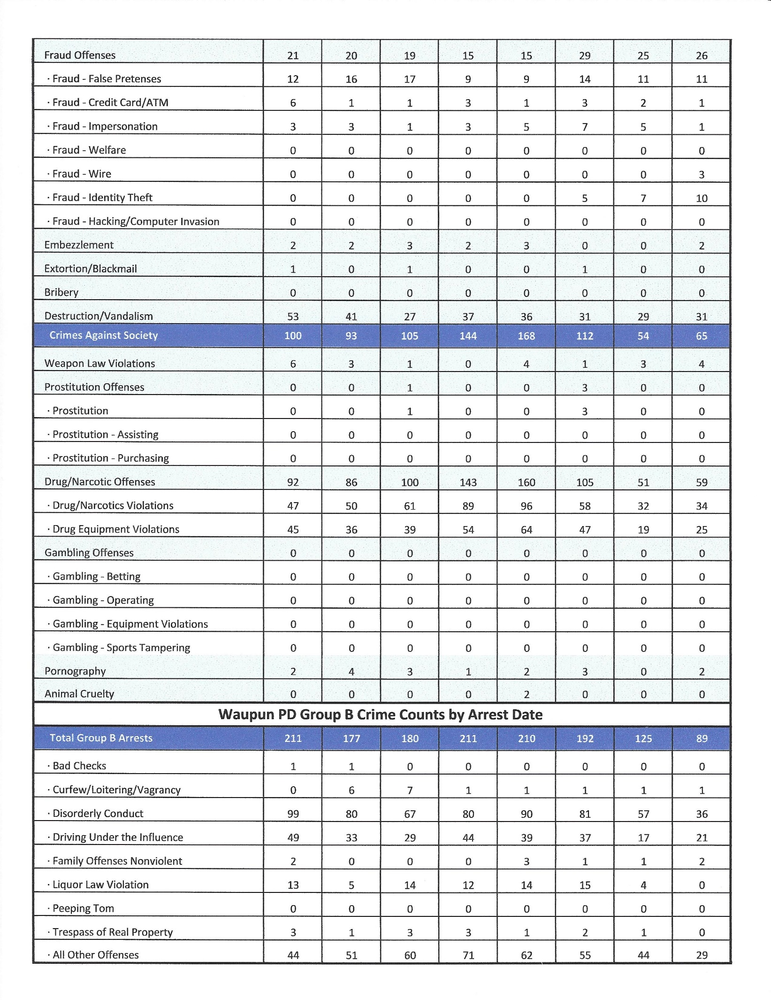 Fraud Offenses 21 20 19 15 15 29 25 26
· Fraud - False Pretenses 12 16 17 9 9 14 11 11
· Fraud - Credit Card/ATM 6 1 1 3 1 3 2 1
· Fraud - Impersonation 3 3 1 3 5 7 5 1
· Fraud - Welfare 0 0 0 0 0 0 0 0
· Fraud - Wire 0 0 0 0 0 0 0 3
· Fraud - Identity Theft 0 0 0 0 0 5 7 10
· Fraud - Hacking/Computer Invasion 0 0 0 0 0 0 0 0
Embezzlement 2 2 3 2 3 0 0 2
Extortion/Blackmail 1 0 1 0 0 1 0 0
Bribery 0 0 0 0 0 0 0 0
Destruction/Vandalism 53 41 27 37 36 31 29 31
Crimes Against Society 100 93 105 144 168 112 54 65
Weapon Law Violations 6 3 1 0 4 1 3 4
Prostitution Offenses 0 0 1 0 0 3 0 0
· Prostitution 0 0 1 0 0 3 0 0
· Prostitution - Assisting 0 0 0 0 0 0 0 0
· Prostitution - Purchasing 0 0 0 0 0 0 0 0
Drug/Narcotic Offenses 92 86 100 143 160 105 51 59
· Drug/Narcotics Violations 47 50 61 89 96 58 32 34
· Drug Equipment Violations 45 36 39 54 64 47 19 25
Gambling Offenses 0 0 0 0 0 0 0 0
· Gambling - Betting 0 0 0 0 0 0 0 0
· Gambling - Operating 0 0 0 0 0 0 0 0
· Gambling - Equipment Violations 0 0 0 0 0 0 0 0
· Gambling - Sports Tampering 0 0 0 0 0 0 0 0
Pornography 2 4 3 1 2 3 0 2
Animal Cruelty 0 0 0 0 2 0 0 0
Waupun PD Group B Crime Counts by Arrest Date
Total Group B Arrests 211 177 180 211 210 192 125 89
· Bad Checks 1 1 0 0 0 0 0 0
· Curfew/Loitering/Vagrancy 0 6 7 1 1 1 1 1
· Disorderly Conduct 99 80 67 80 90 81 57 36
· Driving Under the Influence 49 33 29 44 39 37 17 21
· Family Offenses Nonviolent 2 0 0 0 3 1 1 2
· Liquor Law Violation 13 5 14 12 14 15 4 0
· Peeping Tom 0 0 0 0 0 0 0 0
· Trespass of Real Property 3 1 3 3 1 2 1 0
· All Other Offenses 44 51 60 71 62 55 44 29